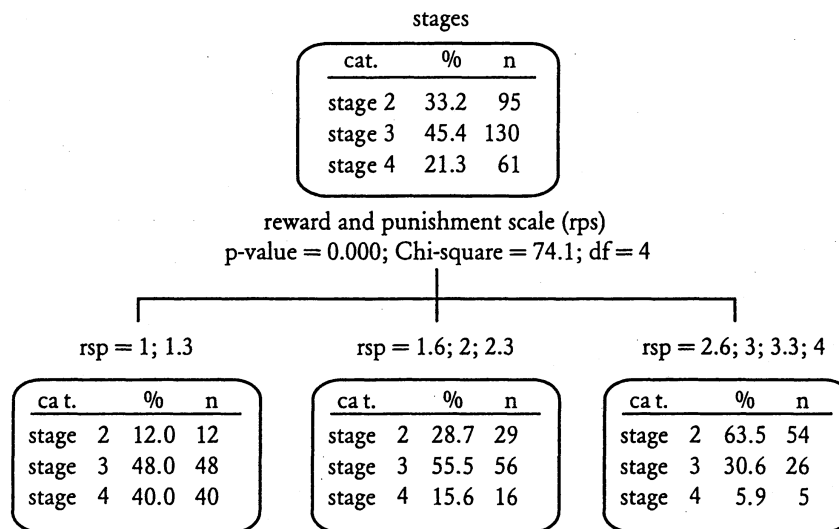 stages
cat. % n
stage 2 33.2 95
stage 3 45.4 130
stage 4 21.3 61
reward and punishment scale (rps)
p-value = 0.000; Chi-square = 74.1; df = 4
rsp = 1; 1.3
cat. % n
stage 2 12.0 12
stage 3 48.0 48
stage 4 40.0 40
rsp = 1.6; 2; 2.3
cat. % n
stage 2 28.7 29
stage 3 55.5 56
stage 4 15.6 16
rsp = 2.6; 3; 3.3; 4
cat. % n
stage 2 63.5 54
stage 3 30.6 26
stage 4 5.9 5